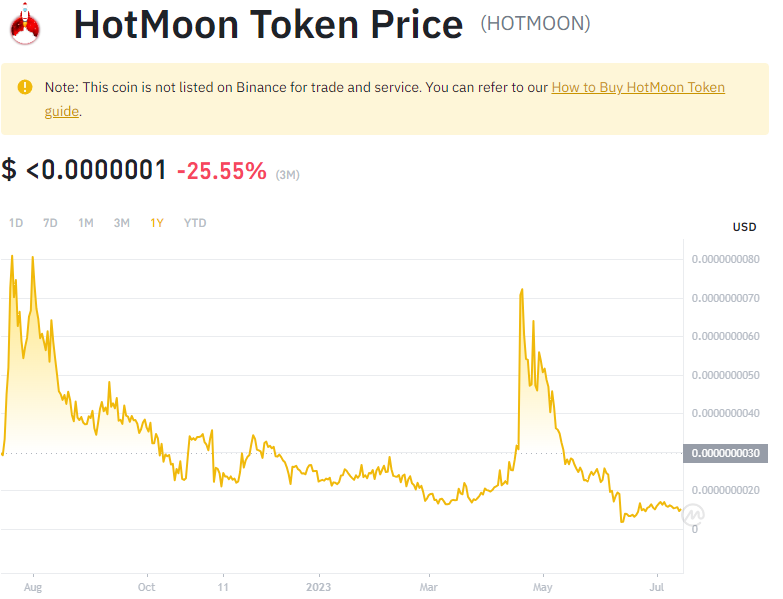 HotMoon Token Price (HOTMOON)
Note: This coin is not listed on Binance for trade and service. You can refer to our How to Buy HotMoon Token
guide.
$ <0.0000001 -25.55% (3M)
1D 7D 1M 3M 1Y YTD
USD
0.0000000080
0.0000000070
0.0000000060
0.0000000050
0.0000000040
0.0000000030
0.0000000020
0
Aug Oct 11 2023 Mar May Jul